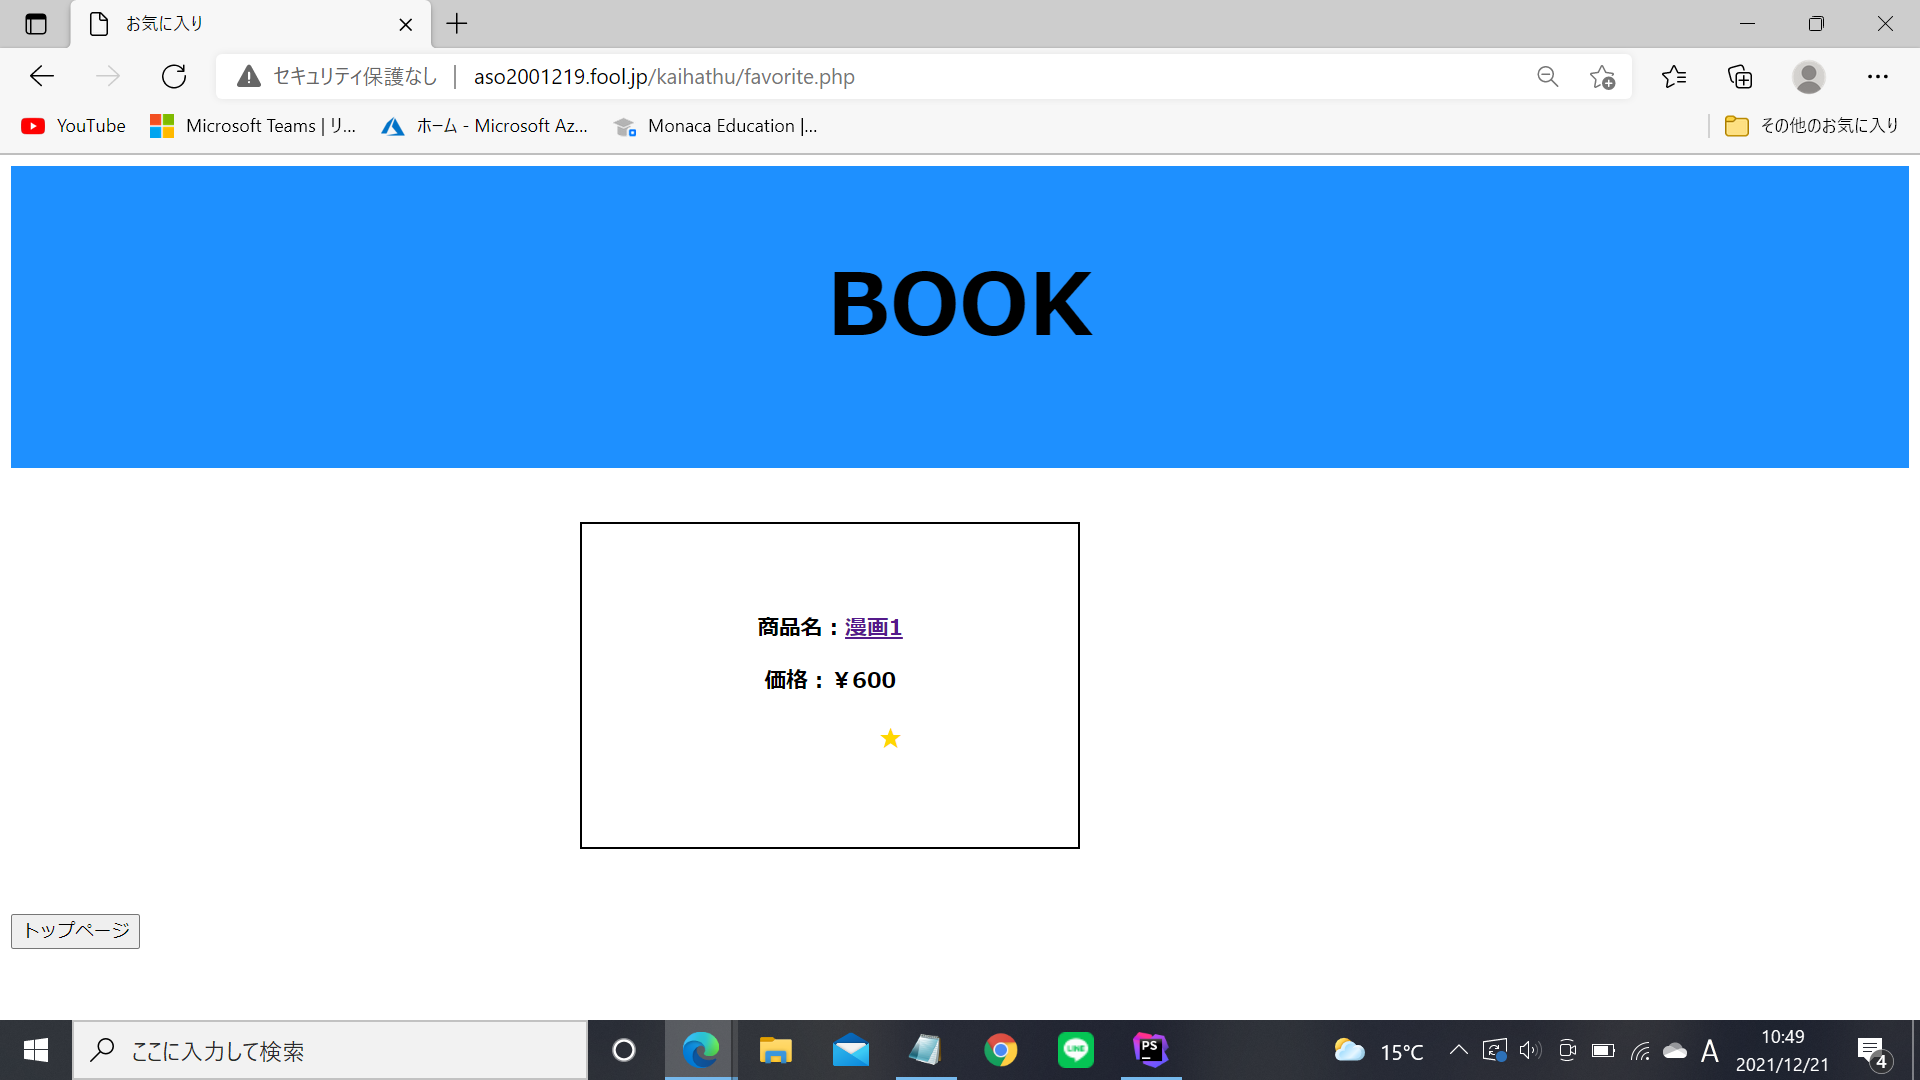 お気に入り
セキュリティ保護なし | aso2001219.fool.jp/kaihathu/favorite.php
YouTube Microsoft Teams | リ... ホーム - Microsoft Az... Monaca Education |... その他のお気に入り
BOOK
商品名：漫画1
価格：￥600
★
トップページ
ここに入力して検索
LINE
PS
15°C
A
10:49
2021/12/21
4